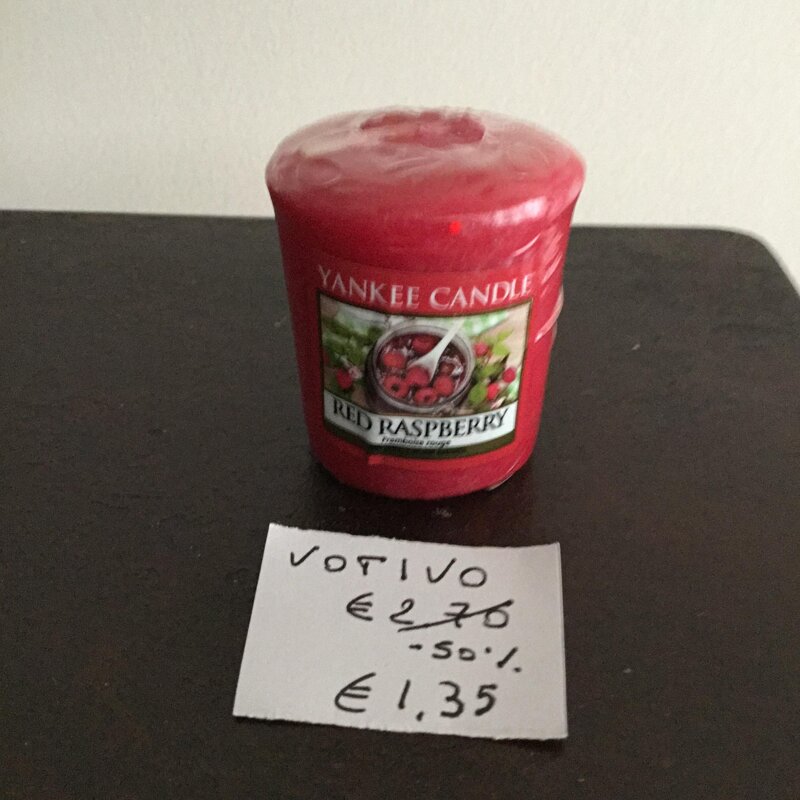 YANKEE CANDLE
RED RASPBERRY
Framboise rouge
VOTIVO
€ 2,70
-50%
€ 1,35